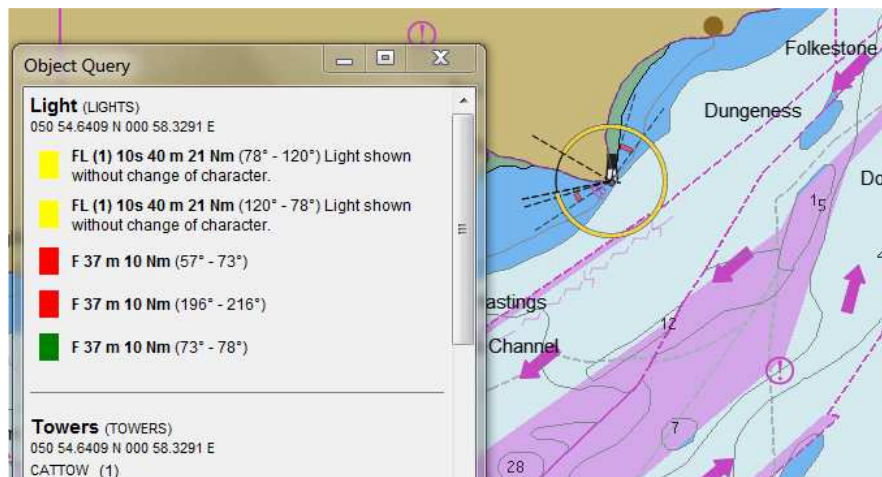 Object Query
Light (LIGHTS)
050 54.6409 N 000 58.3291 E
FL (1) 10s 40 m 21 Nm (78° - 120°) Light shown
without change of character.
FL (1) 10s 40 m 21 Nm (120° - 78°) Light shown
without change of character.
F 37 m 10 Nm (57° - 73°)
F 37 m 10 Nm (196° - 216°)
F 37 m 10 Nm (73° - 78°)
Towers (TOWERS)
050 54.6409 N 000 58.3291 E
CATTOW (1)
Folkestone
Dungeness
Do
15
4
astings
12
Channel
7
28